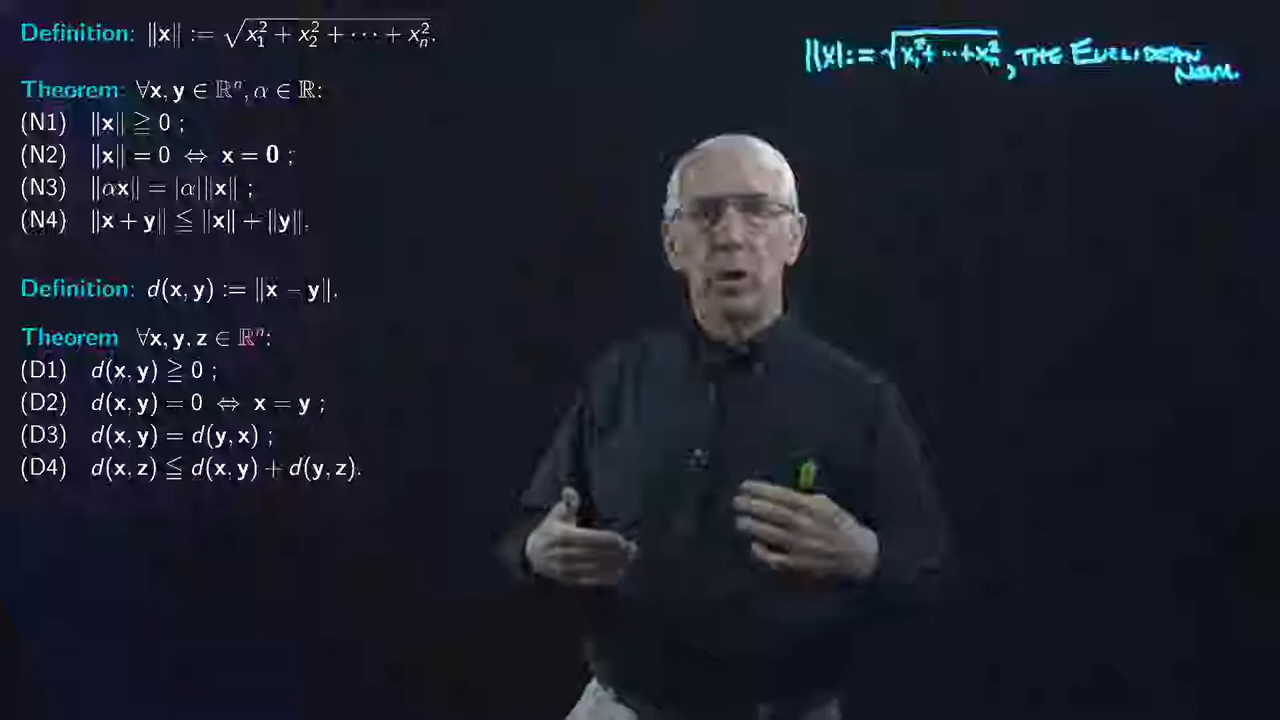 Definition: ‖x‖ := √x₁² + x₂² + ··· + xₙ².
Theorem: ∀x, y ∈ ℝⁿ, α ∈ ℝ:
(N1) ‖x‖ ≧ 0 ;
(N2) ‖x‖ = 0 ⇔ x = 0 ;
(N3) ‖αx‖ = |α|‖x‖ ;
(N4) ‖x + y‖ ≦ ‖x‖ + ‖y‖.
Definition: d(x, y) := ‖x − y‖.
Theorem ∀x, y, z ∈ ℝⁿ:
(D1) d(x, y) ≧ 0 ;
(D2) d(x, y) = 0 ⇔ x = y ;
(D3) d(x, y) = d(y, x) ;
(D4) d(x, z) ≦ d(x, y) + d(y, z).
||x|:= √x₁²+ ··· +xₙ², THE EUCLIDEAN
NORM.